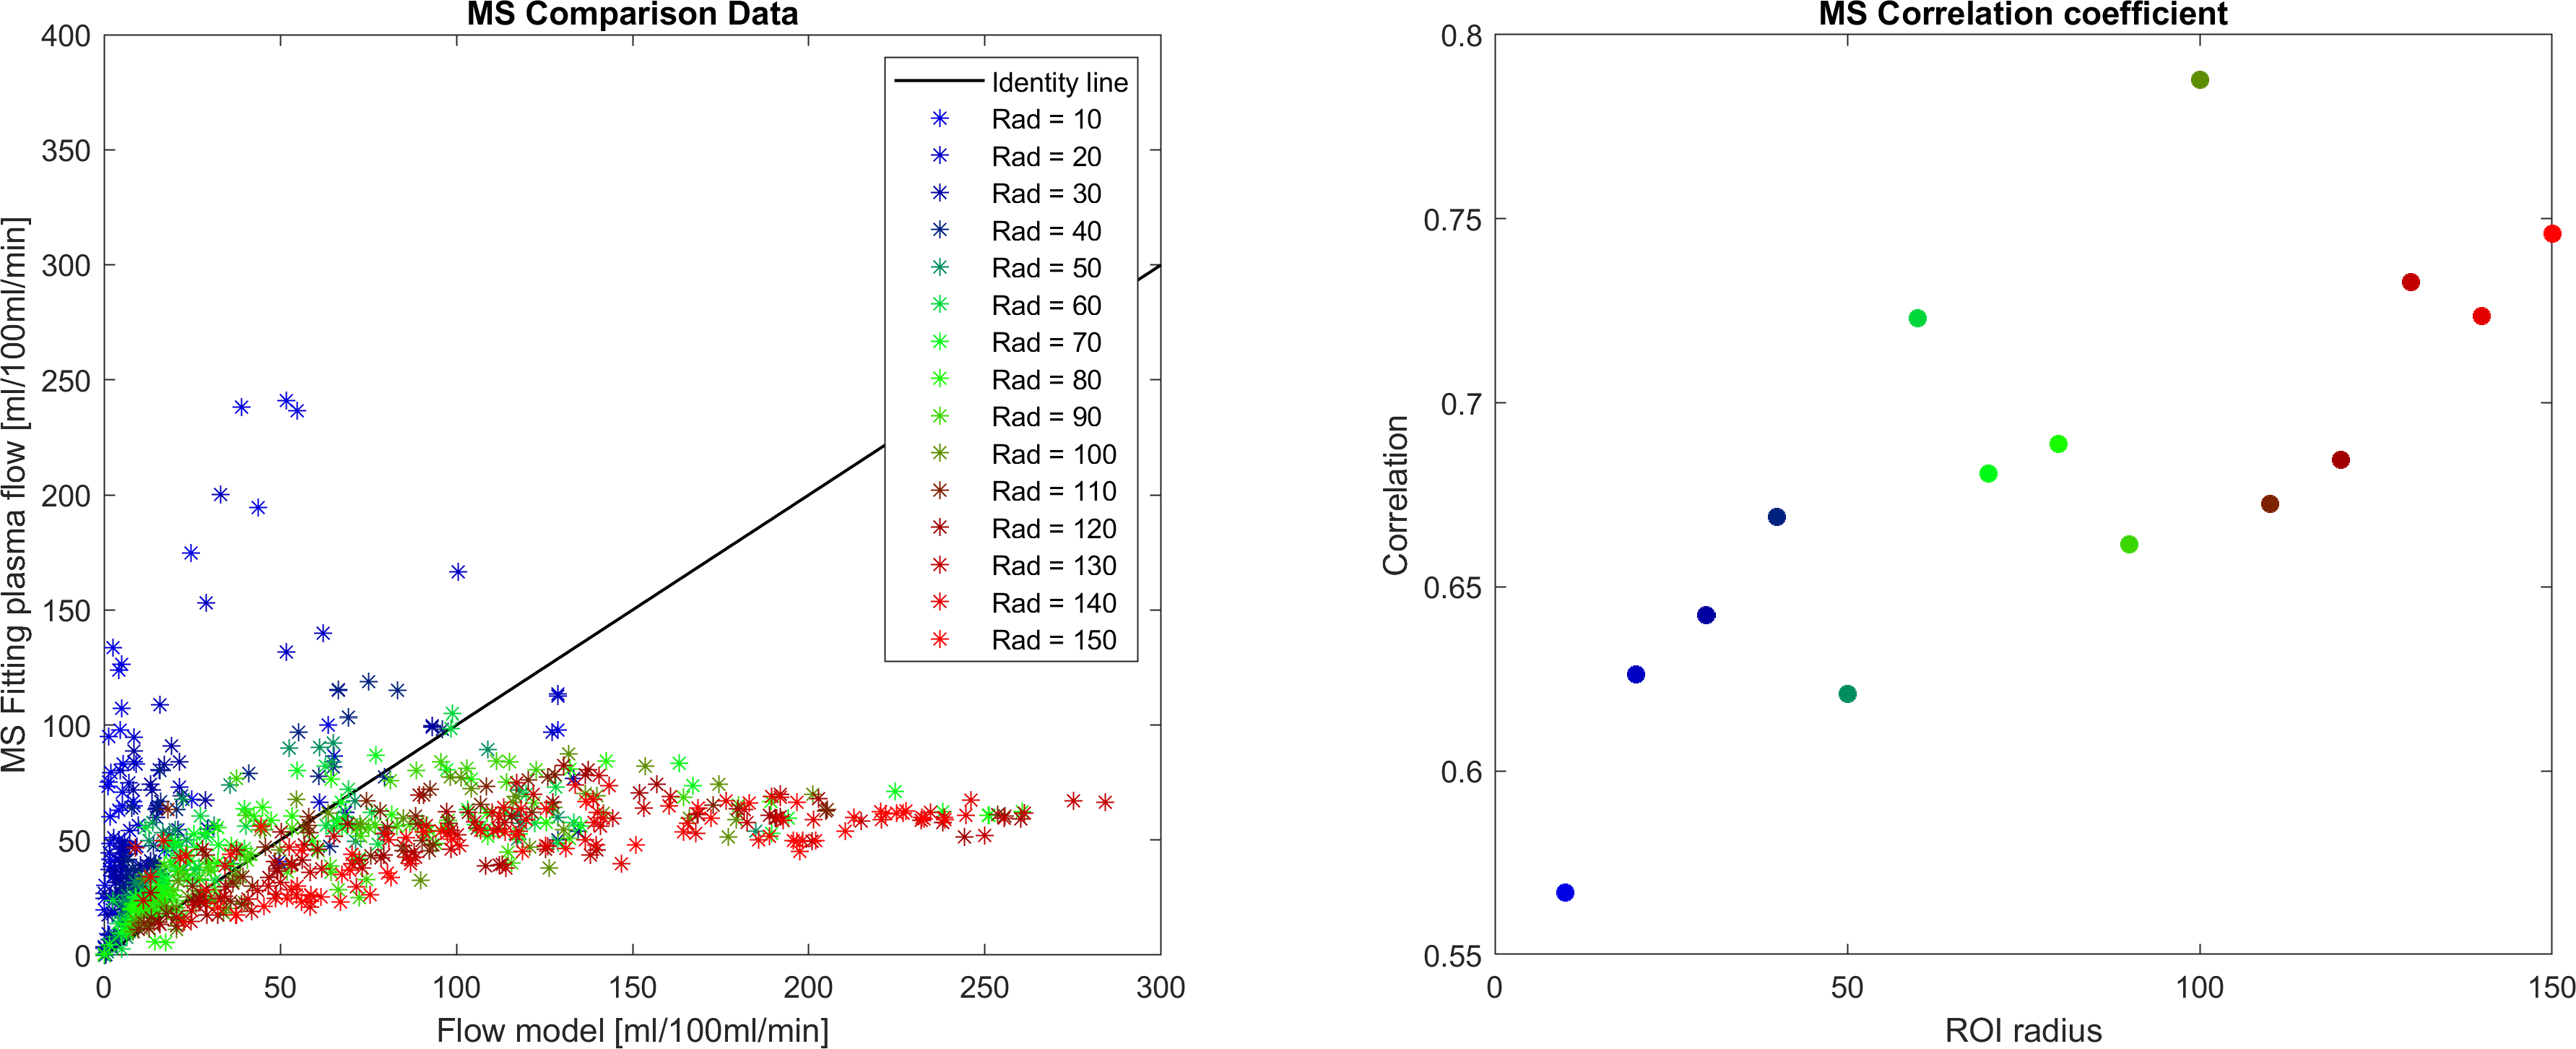 MS Comparison Data
400
350
300
250
200
150
100
50
0
0 50 100 150 200 250 300
MS Fitting plasma flow [ml/100ml/min]
Flow model [ml/100ml/min]
Identity line
Rad = 10
Rad = 20
Rad = 30
Rad = 40
Rad = 50
Rad = 60
Rad = 70
Rad = 80
Rad = 90
Rad = 100
Rad = 110
Rad = 120
Rad = 130
Rad = 140
Rad = 150
MS Correlation coefficient
0.8
0.75
0.7
0.65
0.6
0.55
0 50 100 150
Correlation
ROI radius